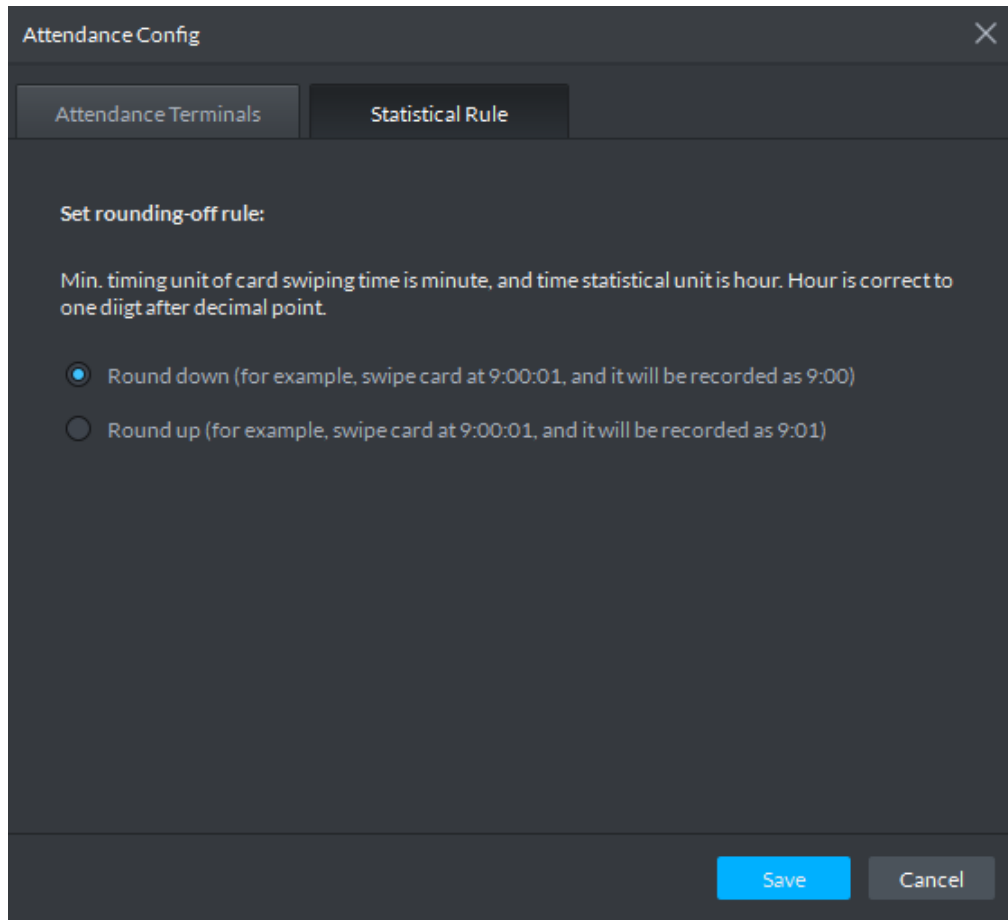 Attendance Config
Attendance Terminals
Statistical Rule
Set rounding-off rule:
Min. timing unit of card swiping time is minute, and time statistical unit is hour. Hour is correct to
one diigt after decimal point.
Round down (for example, swipe card at 9:00:01, and it will be recorded as 9:00)
Round up (for example, swipe card at 9:00:01, and it will be recorded as 9:01)
Save
Cancel